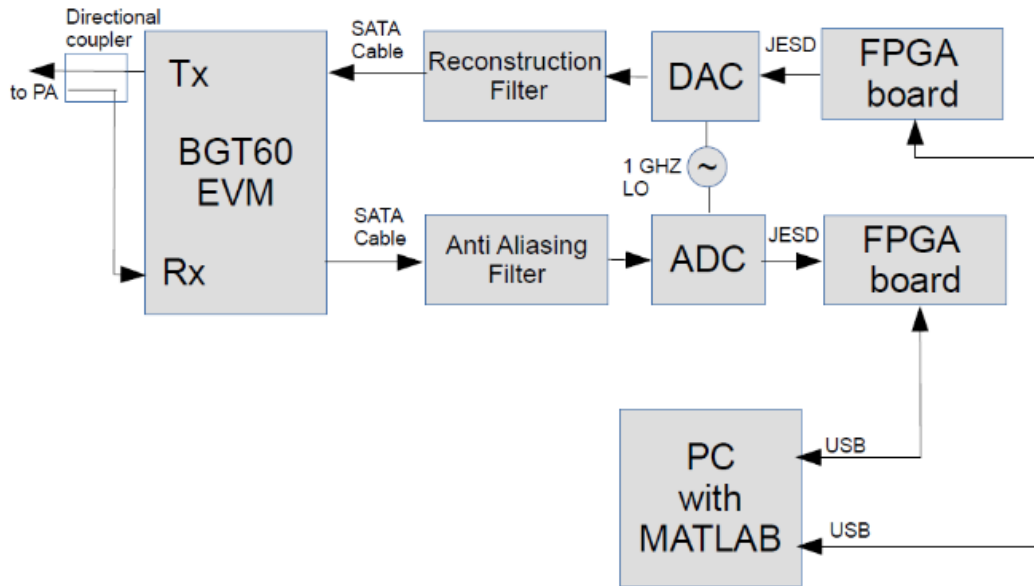 Directional
coupler
to PA
Tx
BGT60
EVM
Rx
SATA
Cable
Reconstruction
Filter
DAC
JESD
FPGA
board
1 GHZ
LO
~
SATA
Cable
Anti Aliasing
Filter
ADC
JESD
FPGA
board
PC
with
MATLAB
USB
USB